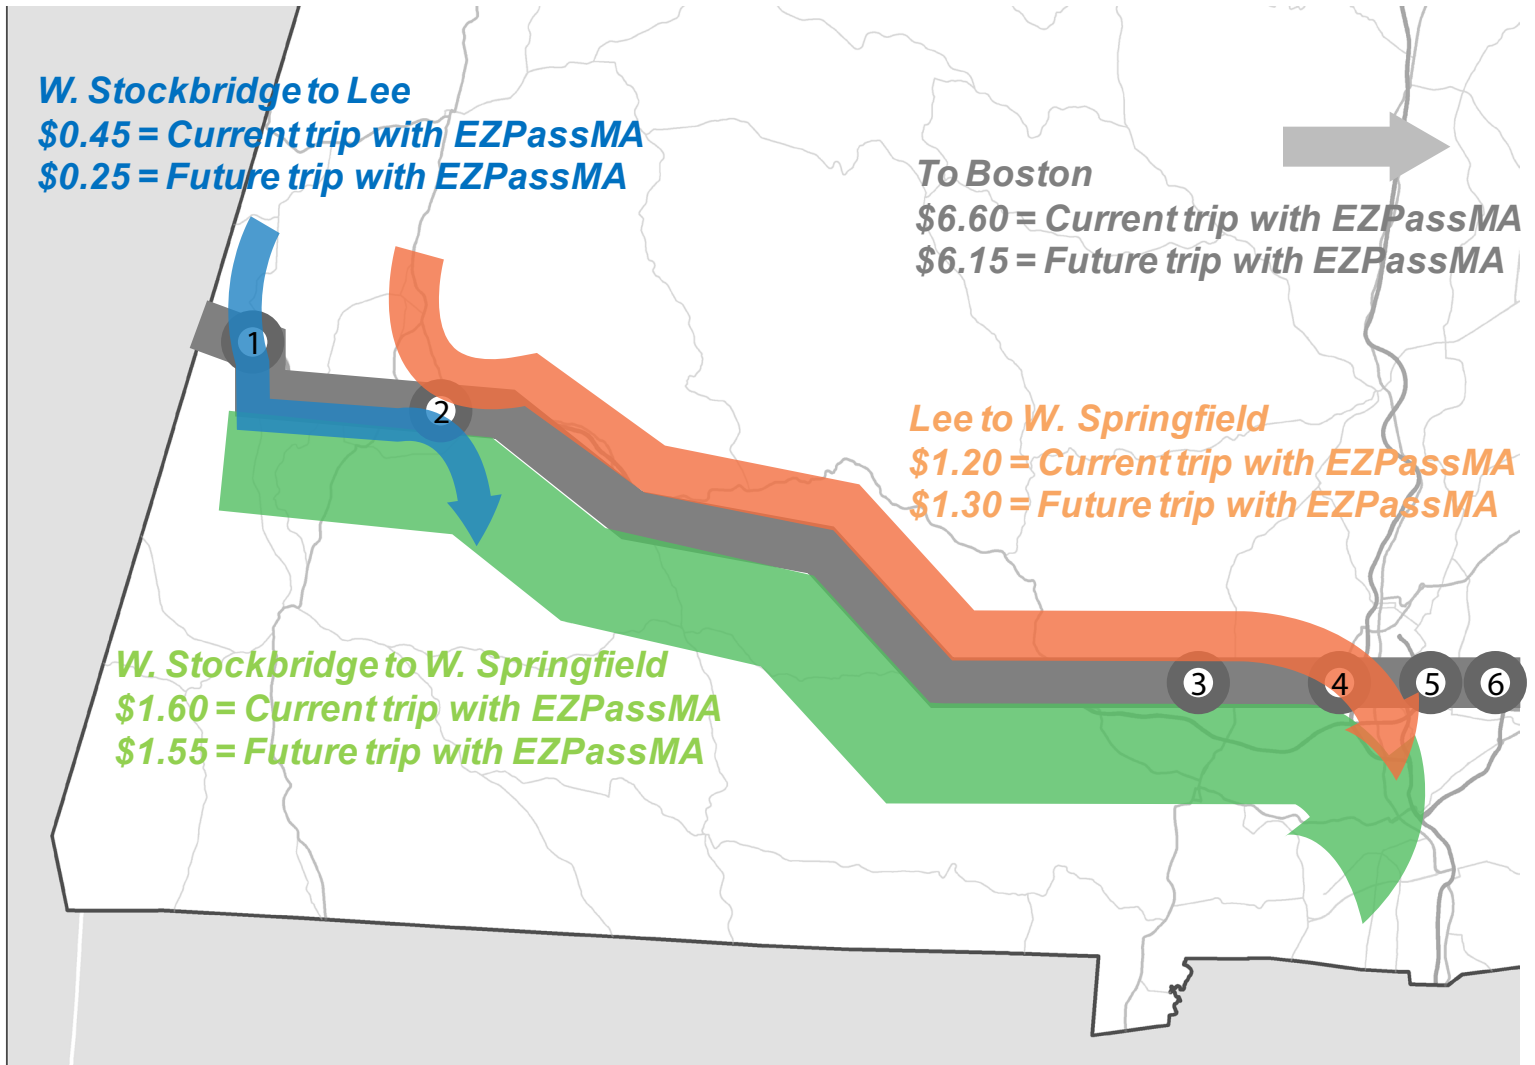 W. Stockbridge to Lee
$0.45 = Current trip with EZPassMA
$0.25 = Future trip with EZPassMA
To Boston
$6.60 = Current trip with EZPassMA
$6.15 = Future trip with EZPassMA
1
2
Lee to W. Springfield
$1.20 = Current trip with EZPassMA
$1.30 = Future trip with EZPassMA
W. Stockbridge to W. Springfield
$1.60 = Current trip with EZPassMA
$1.55 = Future trip with EZPassMA
3
4
5
6